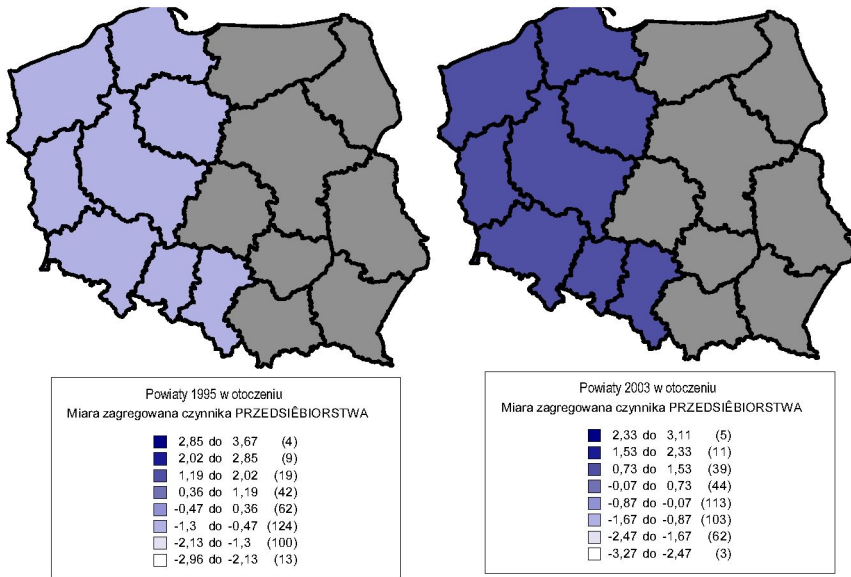 Powiaty 1995 w otoczeniu
Miara zagregowana czynnika PRZEDSIÊBIORSTWA
2,85 do 3,67 (4)
2,02 do 2,85 (9)
1,19 do 2,02 (19)
0,36 do 1,19 (42)
-0,47 do 0,36 (62)
-1,3 do -0,47 (124)
-2,13 do -1,3 (100)
-2,96 do -2,13 (13)
Powiaty 2003 w otoczeniu
Miara zagregowana czynnika PRZEDSIÊBIORSTWA
2,33 do 3,11 (5)
1,53 do 2,33 (11)
0,73 do 1,53 (39)
-0,07 do 0,73 (44)
-0,87 do -0,07 (113)
-1,67 do -0,87 (103)
-2,47 do -1,67 (62)
-3,27 do -2,47 (3)